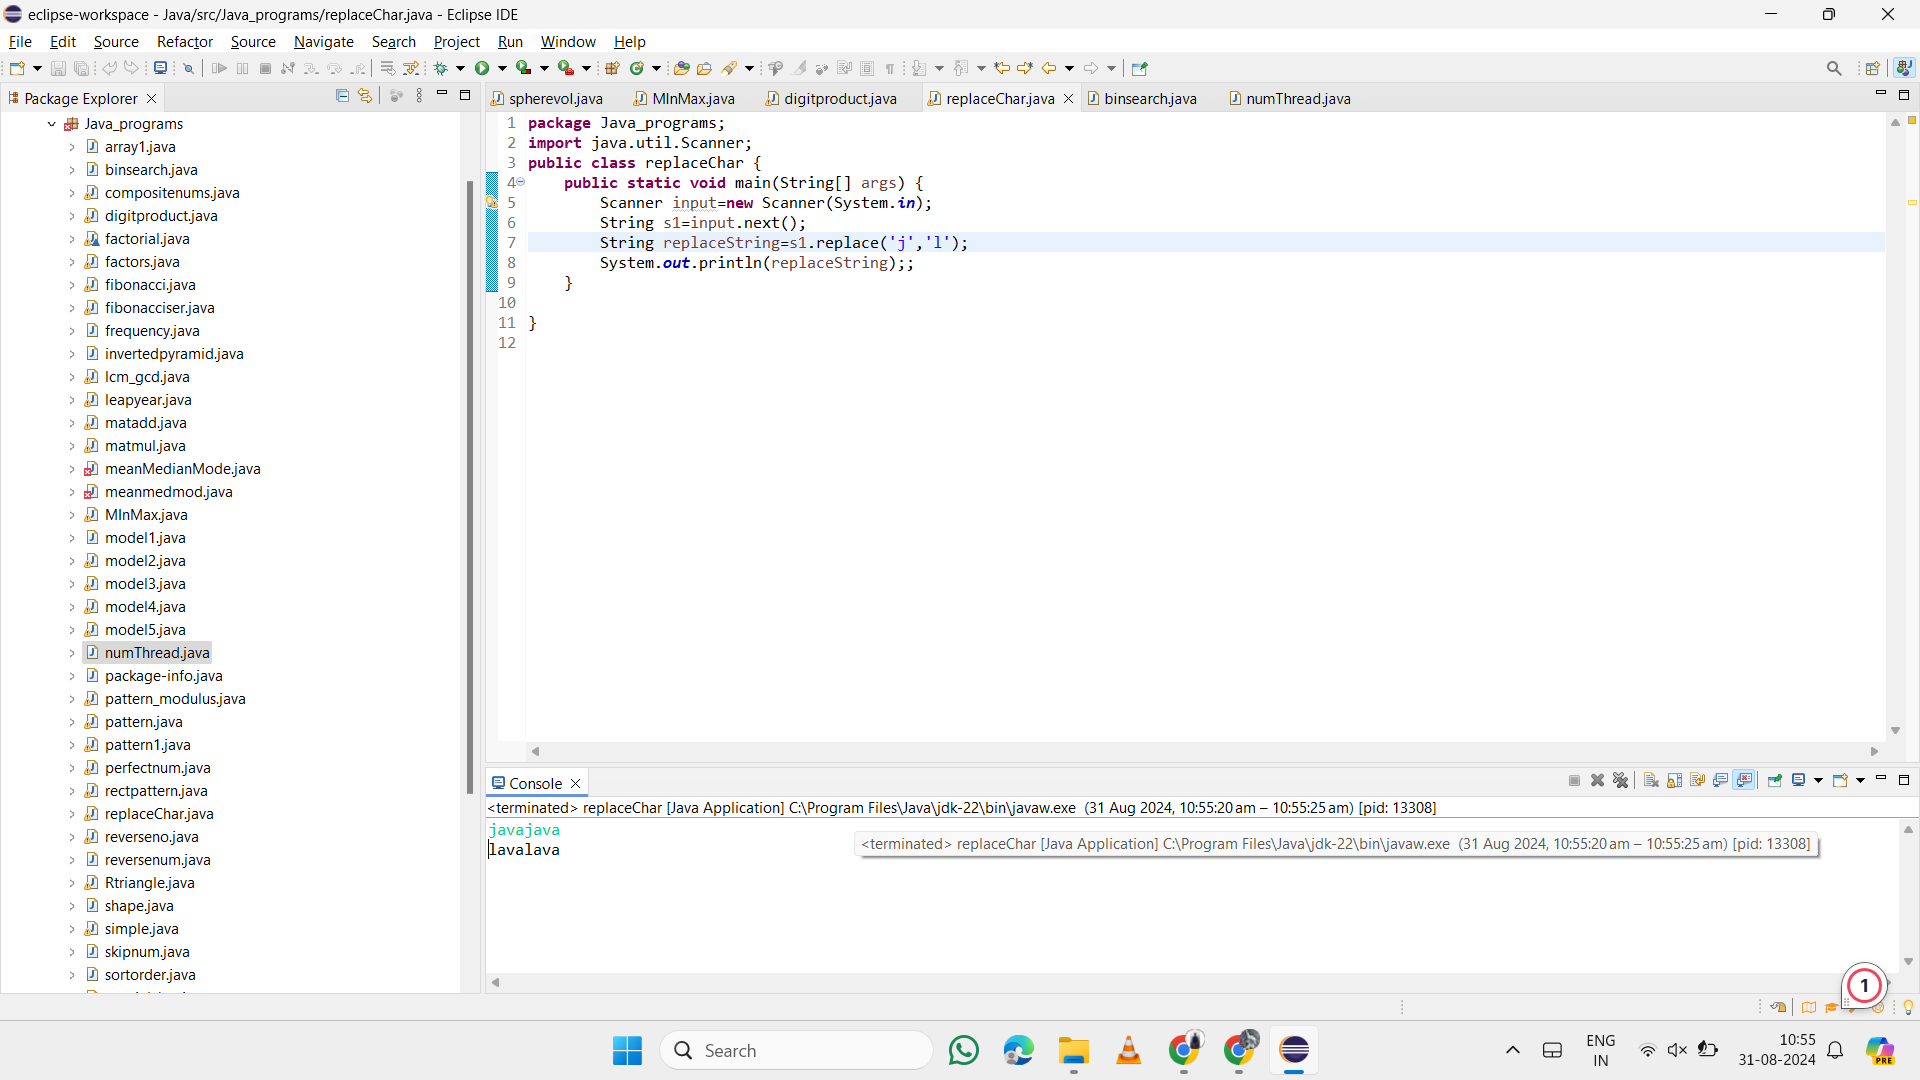 eclipse-workspace - Java/src/Java_programs/replaceChar.java - Eclipse IDE
File Edit Source Refactor Source Navigate Search Project Run Window Help
Package Explorer
Java_programs
array1.java
binsearch.java
compositenums.java
digitproduct.java
factorial.java
factors.java
fibonacci.java
fibonacciser.java
frequency.java
invertedpyramid.java
lcm_gcd.java
leapyear.java
matadd.java
matmul.java
meanMedianMode.java
meanmedmod.java
MInMax.java
model1.java
model2.java
model3.java
model4.java
model5.java
numThread.java
package-info.java
pattern_modulus.java
pattern.java
pattern1.java
perfectnum.java
rectpattern.java
replaceChar.java
reverseno.java
reversenum.java
Rtriangle.java
shape.java
simple.java
skipnum.java
sortorder.java
spherevol.java MInMax.java digitproduct.java replaceChar.java binsearch.java numThread.java
1 package Java_programs;
2 import java.util.Scanner;
3 public class replaceChar {
4 public static void main(String[] args) {
5 Scanner input=new Scanner(System.in);
6 String s1=input.next();
7 String replaceString=s1.replace('j','l');
8 System.out.println(replaceString);;
9 }
10
11 }
12
Console
<terminated> replaceChar [Java Application] C:\Program Files\Java\jdk-22\bin\javaw.exe (31 Aug 2024, 10:55:20 am – 10:55:25 am) [pid: 13308]
javajava
lavalava
<terminated> replaceChar [Java Application] C:\Program Files\Java\jdk-22\bin\javaw.exe (31 Aug 2024, 10:55:20 am – 10:55:25 am) [pid: 13308]
1
Search
ENG
IN
10:55
31-08-2024
PRE